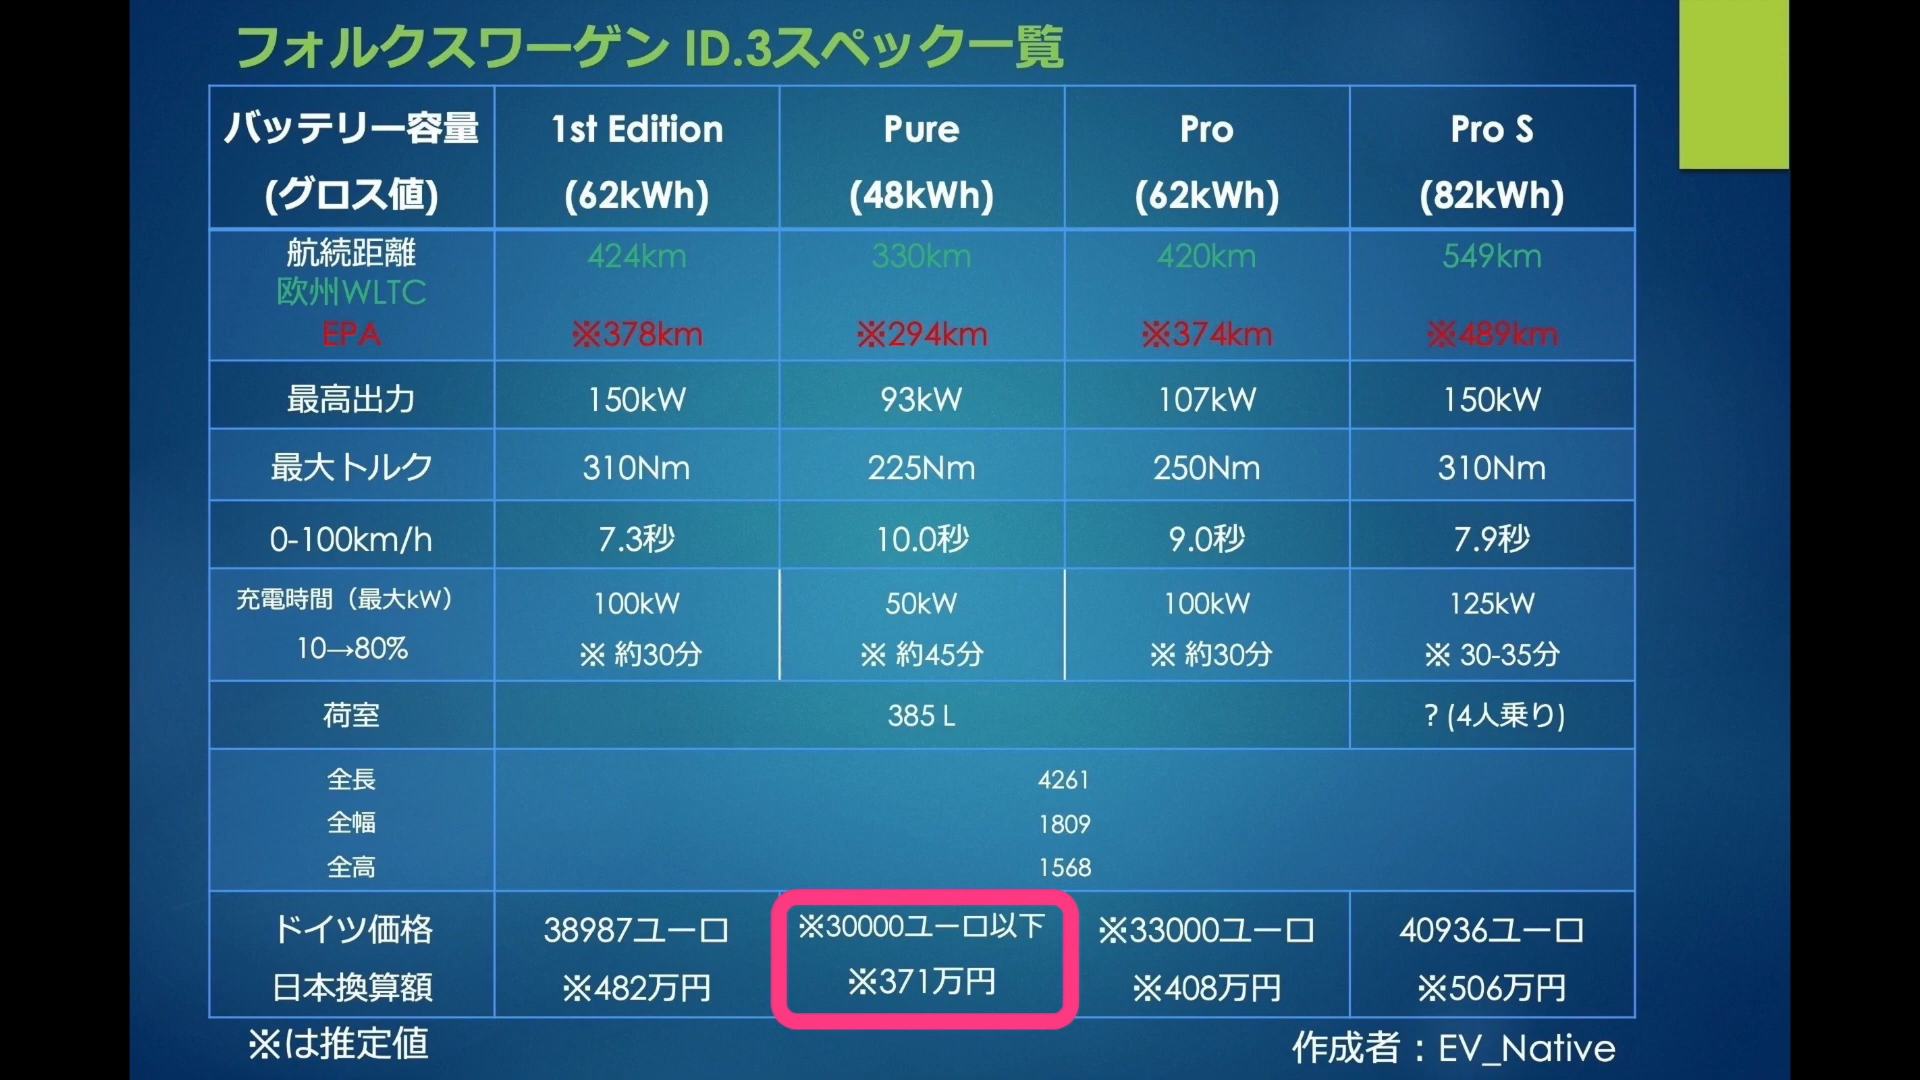 フォルクスワーゲン ID.3スペック一覧
バッテリー容量 1st Edition Pure Pro Pro S
(グロス値) (62kWh) (48kWh) (62kWh) (82kWh)
航続距離 424km 330km 420km 549km
欧州WLTC
EPA ※378km ※294km ※374km ※489km
最高出力 150kW 93kW 107kW 150kW
最大トルク 310Nm 225Nm 250Nm 310Nm
0-100km/h 7.3秒 10.0秒 9.0秒 7.9秒
充電時間（最大kW） 100kW 50kW 100kW 125kW
10→80% ※ 約30分 ※ 約45分 ※ 約30分 ※ 30-35分
荷室 385 L ? (4人乗り)
全長 4261
全幅 1809
全高 1568
ドイツ価格 38987ユーロ ※30000ユーロ以下 ※33000ユーロ 40936ユーロ
日本換算額 ※482万円 ※371万円 ※408万円 ※506万円
※は推定値 作成者：EV_Native